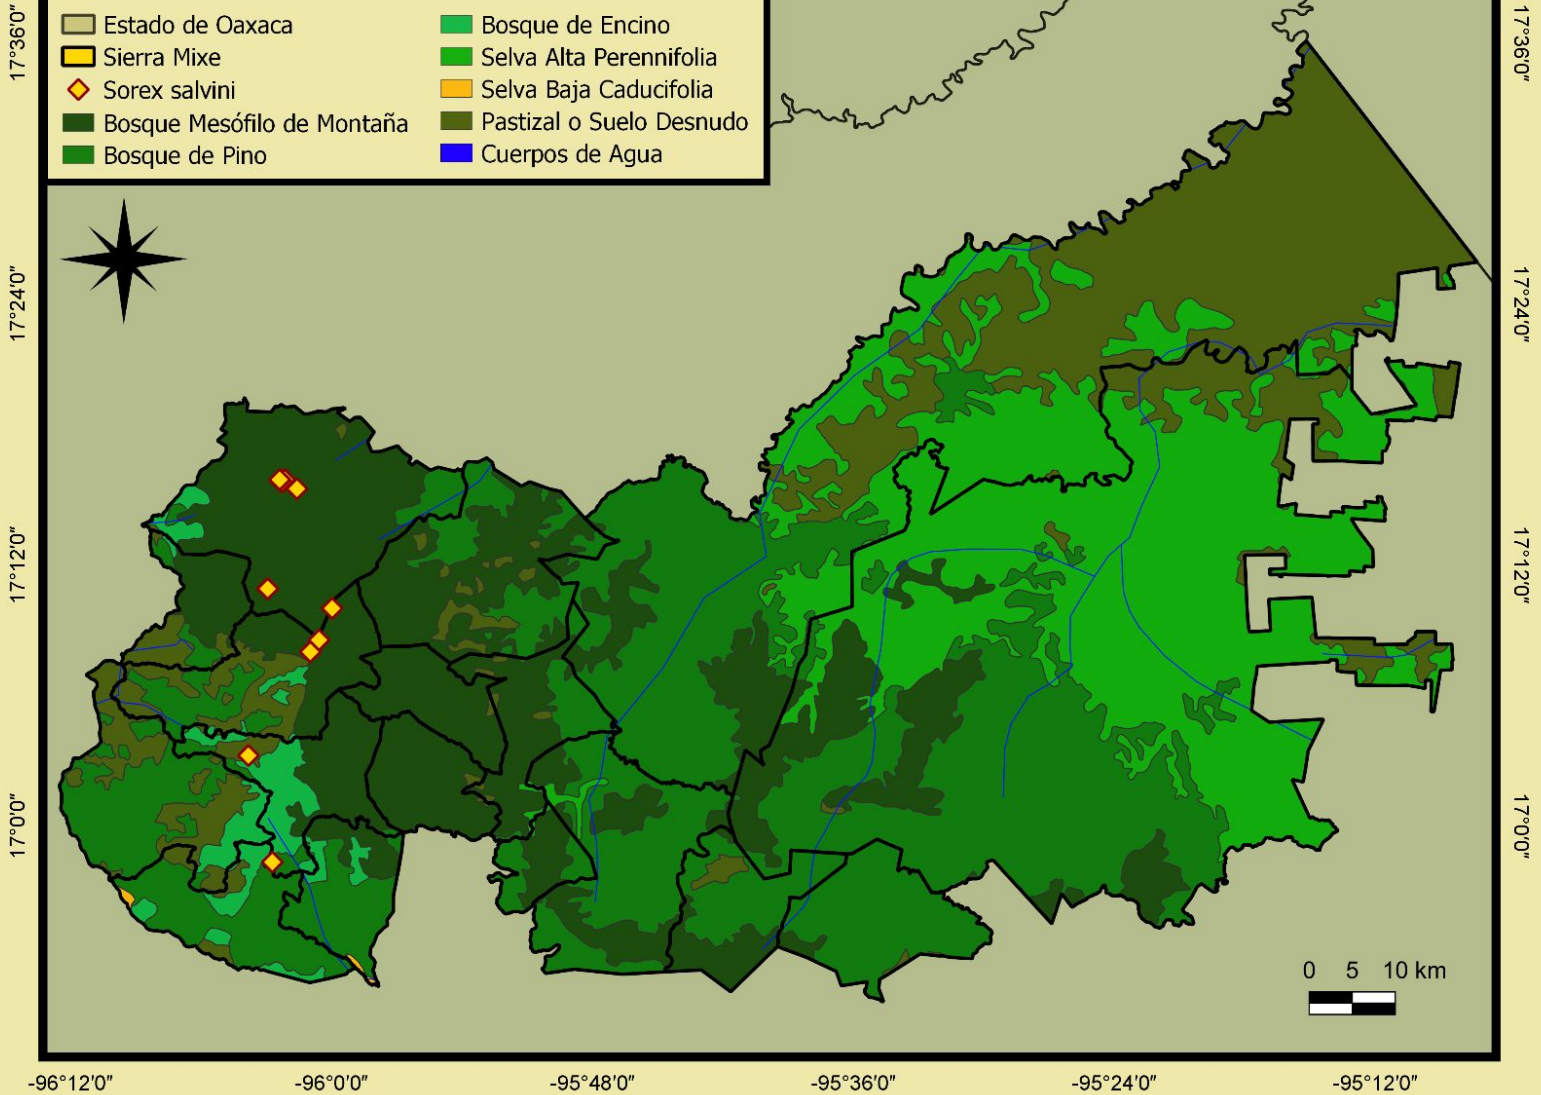 Estado de Oaxaca
Sierra Mixe
Sorex salvini
Bosque Mesófilo de Montaña
Bosque de Pino
Bosque de Encino
Selva Alta Perennifolia
Selva Baja Caducifolia
Pastizal o Suelo Desnudo
Cuerpos de Agua
17°36'0"
17°24'0"
17°12'0"
17°0'0"
17°36'0"
17°24'0"
17°12'0"
17°0'0"
0 5 10 km
-96°12'0" -96°0'0" -95°48'0" -95°36'0" -95°24'0" -95°12'0"